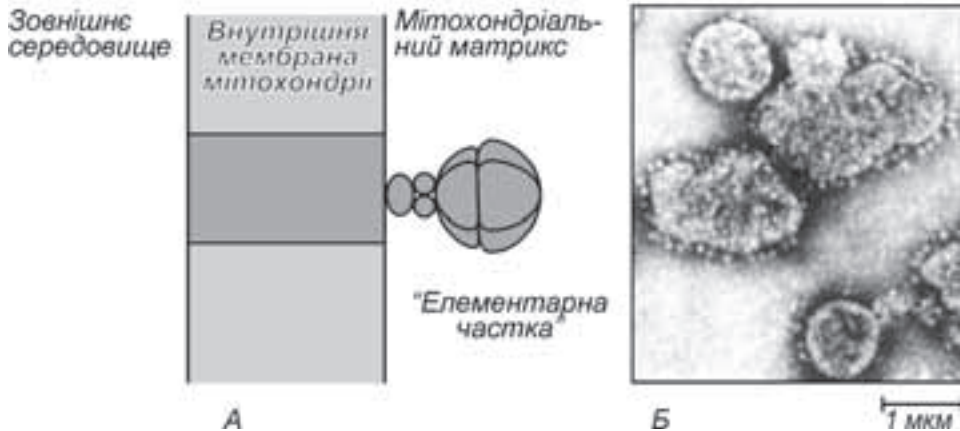 Зовнішнє
середовище
Внутрішня
мембрана
мітохондрії
Мітохондріаль-
ний матрикс
“Елементарна
частка”
А
Б
1 мкм